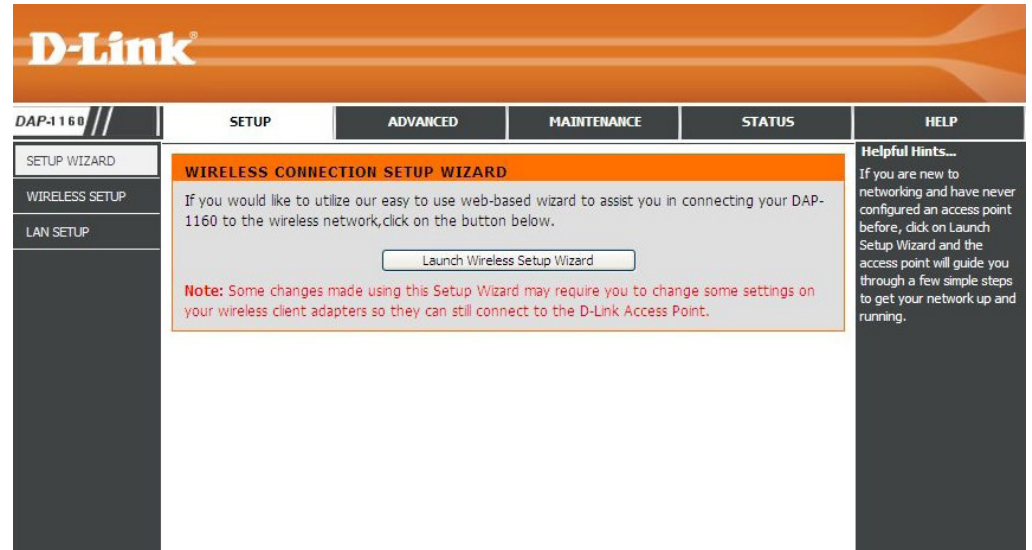 D-Link®
DAP-1160
SETUP
ADVANCED
MAINTENANCE
STATUS
HELP
SETUP WIZARD
WIRELESS SETUP
LAN SETUP
WIRELESS CONNECTION SETUP WIZARD
If you would like to utilize our easy to use web-based wizard to assist you in connecting your DAP-
1160 to the wireless network,click on the button below.
Launch Wireless Setup Wizard
Note: Some changes made using this Setup Wizard may require you to change some settings on
your wireless client adapters so they can still connect to the D-Link Access Point.
Helpful Hints...
If you are new to
networking and have never
configured an access point
before, click on Launch
Setup Wizard and the
access point will guide you
through a few simple steps
to get your network up and
running.